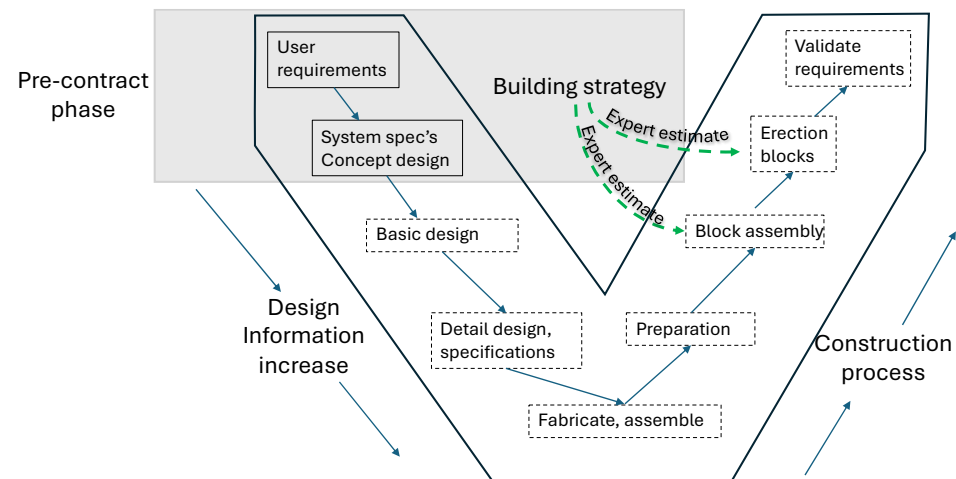 Pre-contract
phase
User
requirements
System spec's
Concept design
Basic design
Detail design,
specifications
Fabricate, assemble
Design
Information
increase
Building strategy
Expert estimate
Expert estimate
Validate
requirements
Erection
blocks
Block assembly
Preparation
Construction
process